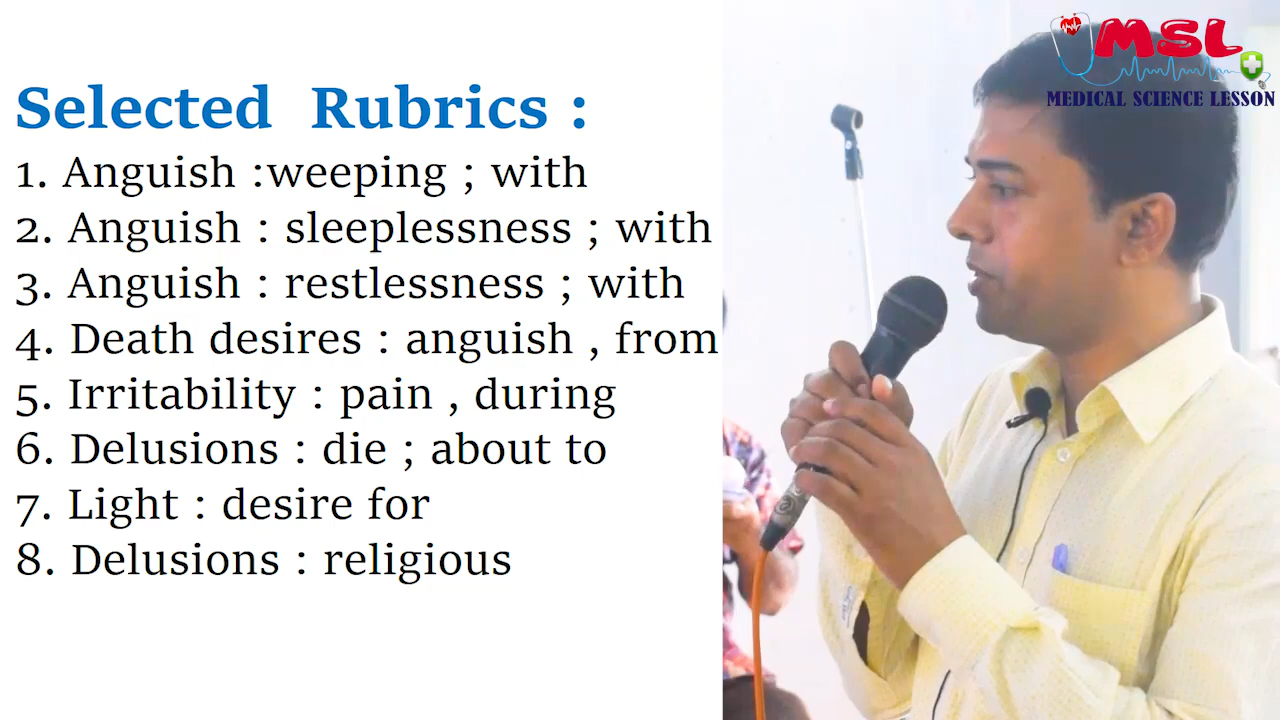 Selected Rubrics :
1. Anguish :weeping ; with
2. Anguish : sleeplessness ; with
3. Anguish : restlessness ; with
4. Death desires : anguish , from
5. Irritability : pain , during
6. Delusions : die ; about to
7. Light : desire for
8. Delusions : religious
MSL
MEDICAL SCIENCE LESSON